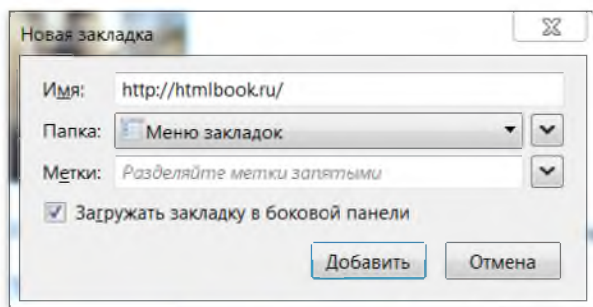 Новая закладка
Имя: http://htmlbook.ru/
Папка: Меню закладок
Метки: Разделяйте метки запятыми
Загружать закладку в боковой панели
Добавить Отмена